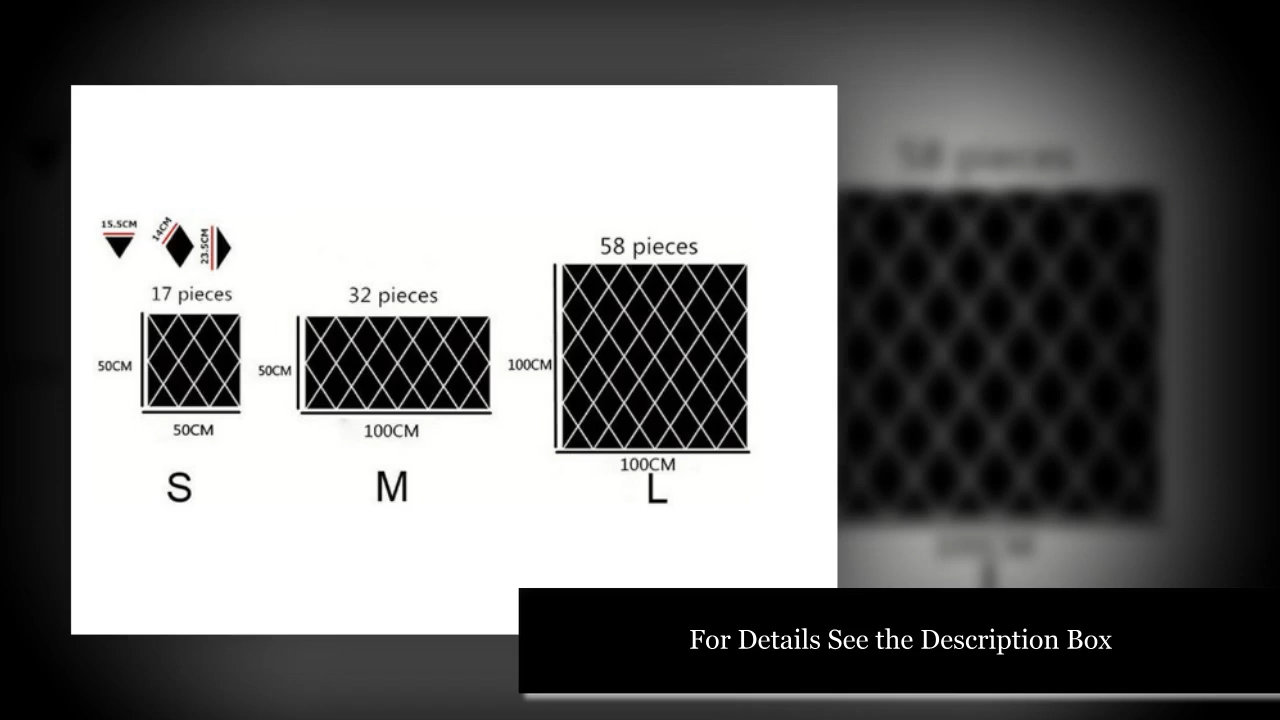 15.5CM
14CM
23.5CM
17 pieces
50CM
50CM
S
32 pieces
50CM
100CM
M
58 pieces
100CM
100CM
L
58 pieces
For Details See the Description Box